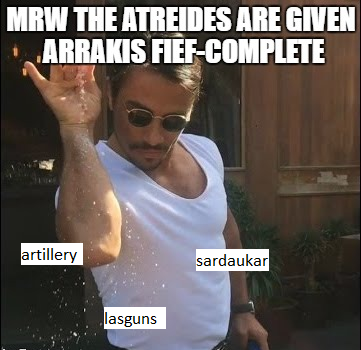 MRW THE ATREIDES ARE GIVEN
ARRAKIS FIEF-COMPLETE
artillery
sardaukar
lasguns